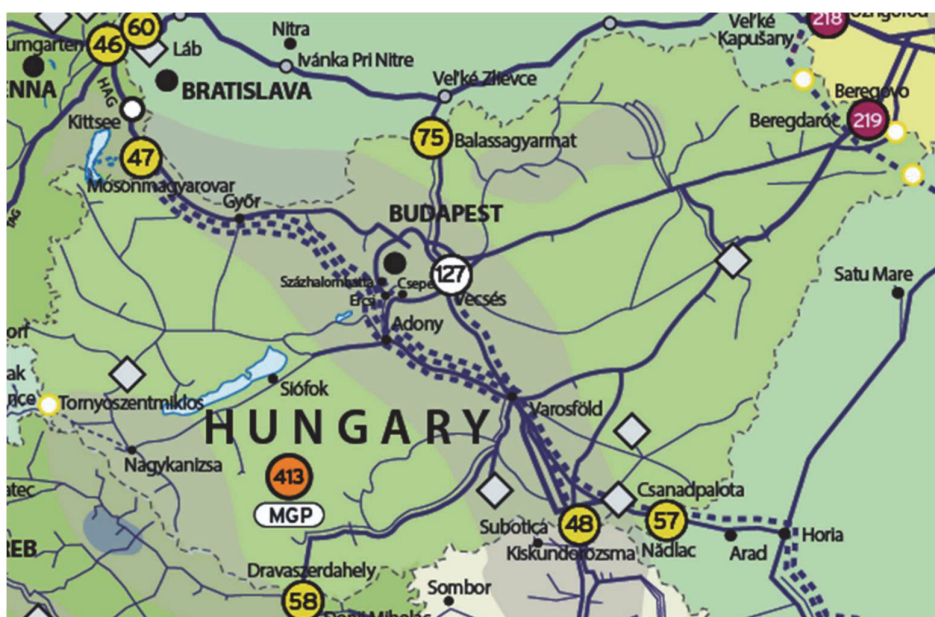 60
218
46
Láb
Nitra
Ivánka Pri Nitre
Veľké
Kapušany
BRATISLAVA
HAG
Kittsee
Veľké Zlievce
Beregovo
Beregdaróc
219
75
Balassagyarmat
47
Mosonmagyarovar
Győr
BUDAPEST
127
Vecsés
Százhalombatta
Csepel
Ercsi
Satu Mare
Adony
Siófok
Tornyoszentmiklos
Varosföld
HUNGARY
Nagykanizsa
413
MGP
Csanadpalota
57
Nădlac
Arad
Horia
Subotica
48
Kiskundorozsma
Dravaszerdahely
58
Sombor